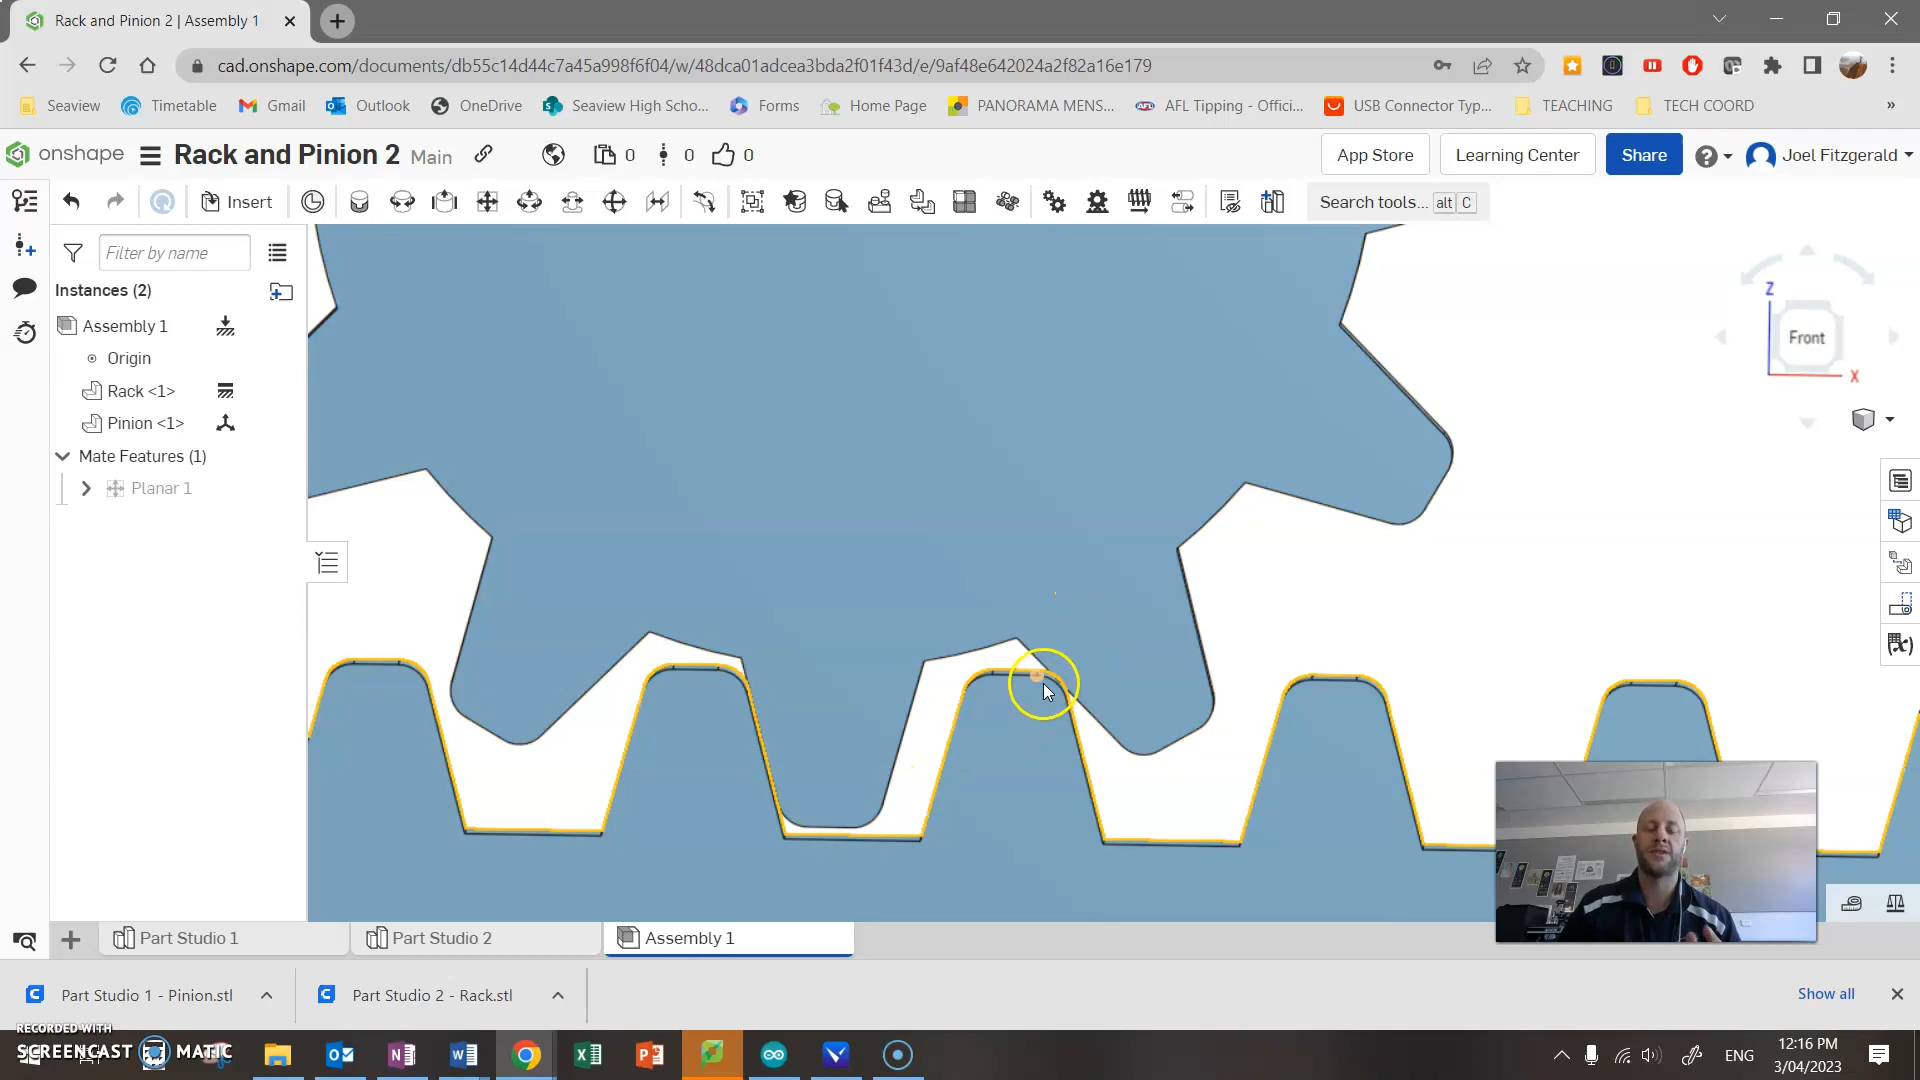 Rack and Pinion 2 | Assembly 1
cad.onshape.com/documents/db55c14d44c7a45a998f6f04/w/48dca01adcea3bda2f01f43d/e/9af48e642024a2f82a16e179
Seaview Timetable Gmail Outlook OneDrive Seaview High Scho... Forms Home Page PANORAMA MENS... AFL Tipping - Offici... USB Connector Typ... TEACHING TECH COORD »
onshape Rack and Pinion 2 Main 0 0 0 App Store Learning Center Share Joel Fitzgerald
Insert Search tools... alt C
Filter by name
Instances (2)
Assembly 1
Origin
Rack <1>
Pinion <1>
Mate Features (1)
Planar 1
Z
Front
X
Part Studio 1 Part Studio 2 Assembly 1
Part Studio 1 - Pinion.stl Part Studio 2 - Rack.stl Show all
RECORDED WITH
SCREENCAST MATIC
ENG
12:16 PM
3/04/2023